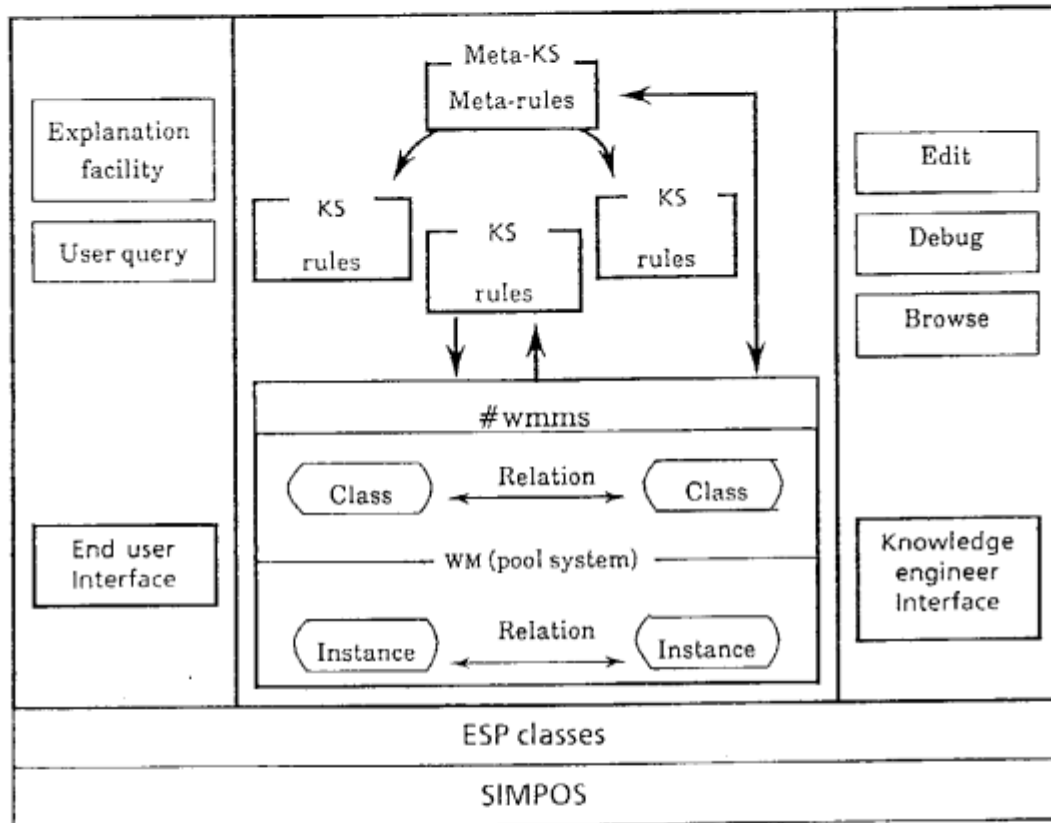 Explanation
facility
User query
End user
Interface
Meta-KS
Meta-rules
KS
rules
KS
rules
KS
rules
#wmms
Class
Relation
Class
WM (pool system)
Instance
Relation
Instance
Edit
Debug
Browse
Knowledge
engineer
Interface
ESP classes
SIMPOS